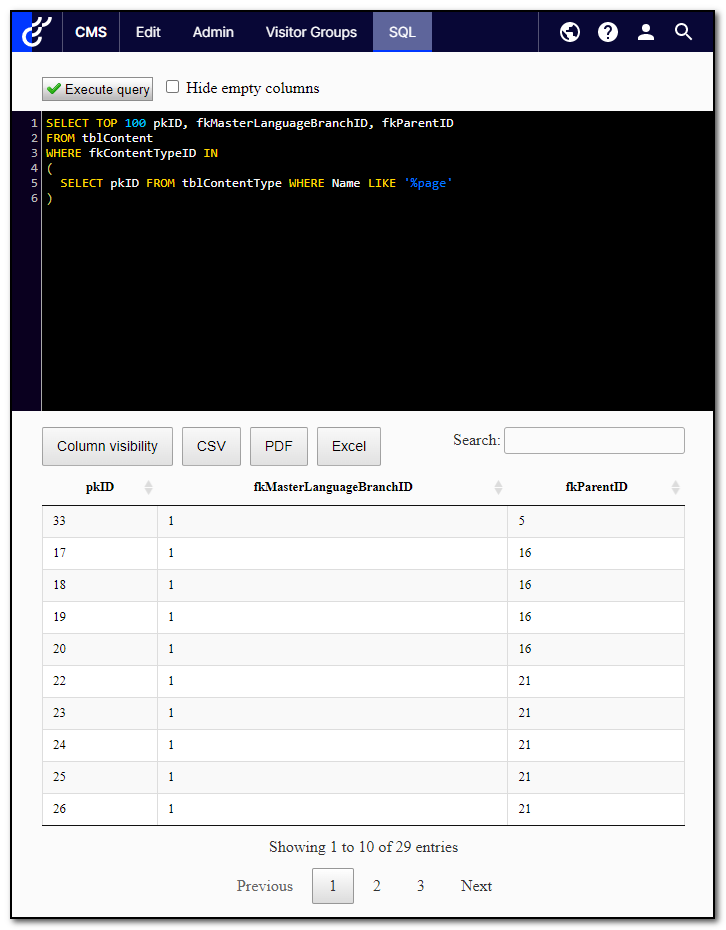 CMS Edit Admin Visitor Groups SQL
Execute query Hide empty columns
1 SELECT TOP 100 pkID, fkMasterLanguageBranchID, fkParentID
2 FROM tblContent
3 WHERE fkContentTypeID IN
4 (
5 SELECT pkID FROM tblContentType WHERE Name LIKE '%page'
6 )
Column visibility CSV PDF Excel Search:
pkID fkMasterLanguageBranchID fkParentID
33 1 5
17 1 16
18 1 16
19 1 16
20 1 16
22 1 21
23 1 21
24 1 21
25 1 21
26 1 21
Showing 1 to 10 of 29 entries
Previous 1 2 3 Next